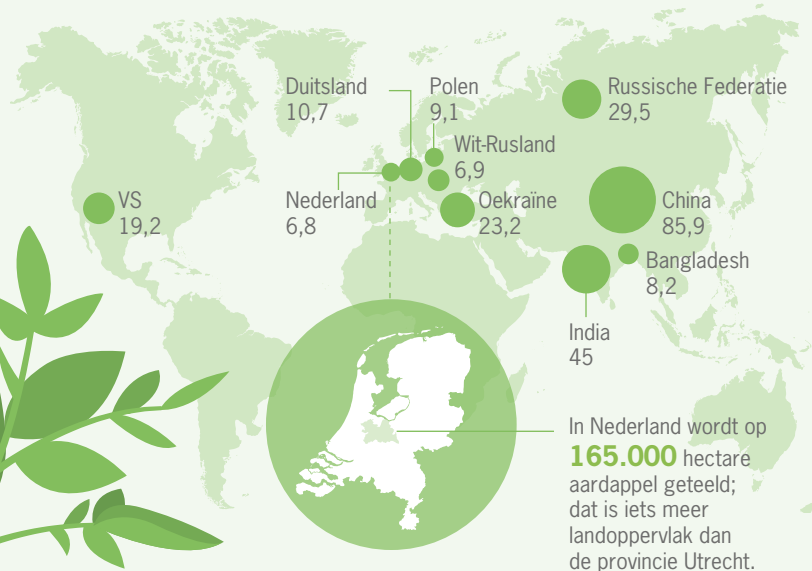 Duitsland
10,7
Polen
9,1
Russische Federatie
29,5
Wit-Rusland
6,9
VS
19,2
Nederland
6,8
Oekraïne
23,2
China
85,9
Bangladesh
8,2
India
45
In Nederland wordt op
165.000 hectare
aardappel geteeld;
dat is iets meer
landoppervlak dan
de provincie Utrecht.